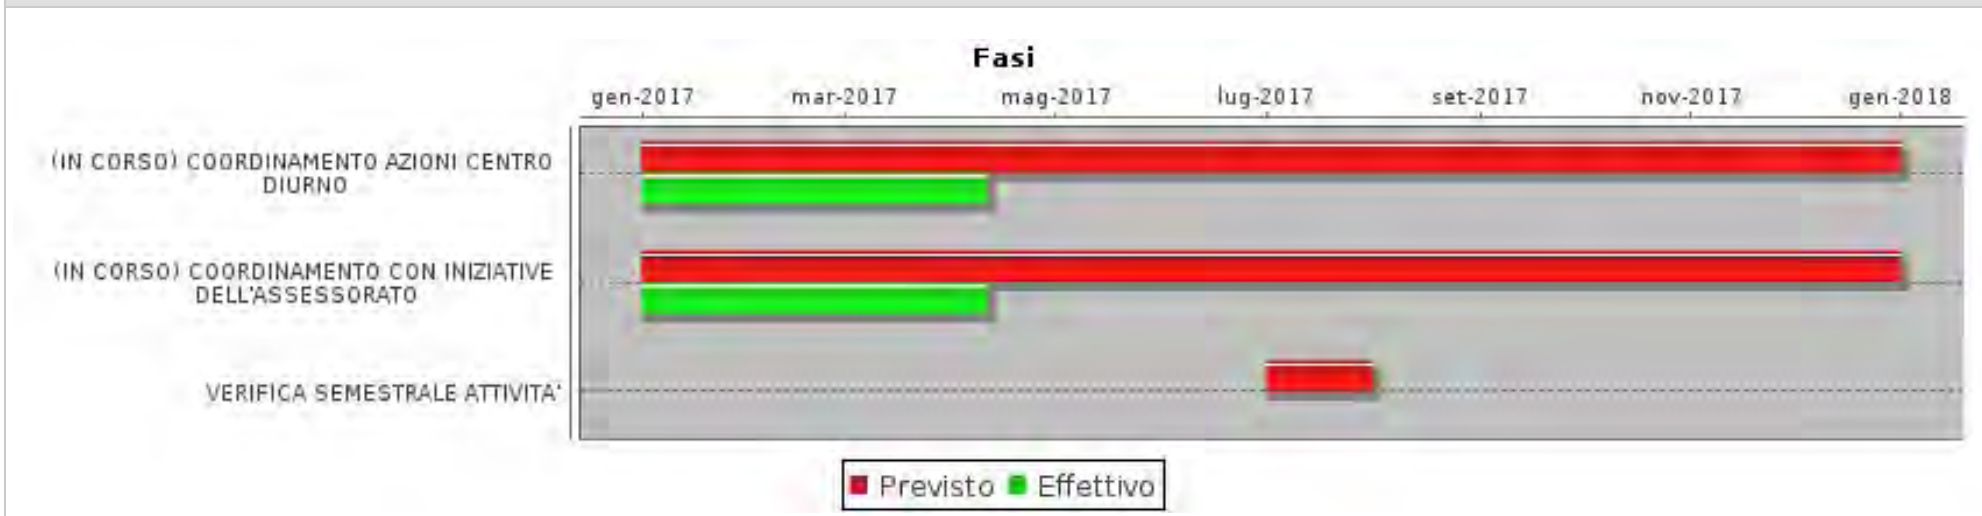 Fasi
gen-2017 mar-2017 mag-2017 lug-2017 set-2017 nov-2017 gen-2018
(IN CORSO) COORDINAMENTO AZIONI CENTRO
DIURNO
(IN CORSO) COORDINAMENTO CON INIZIATIVE
DELL'ASSESSORATO
VERIFICA SEMESTRALE ATTIVITA'
Previsto Effettivo